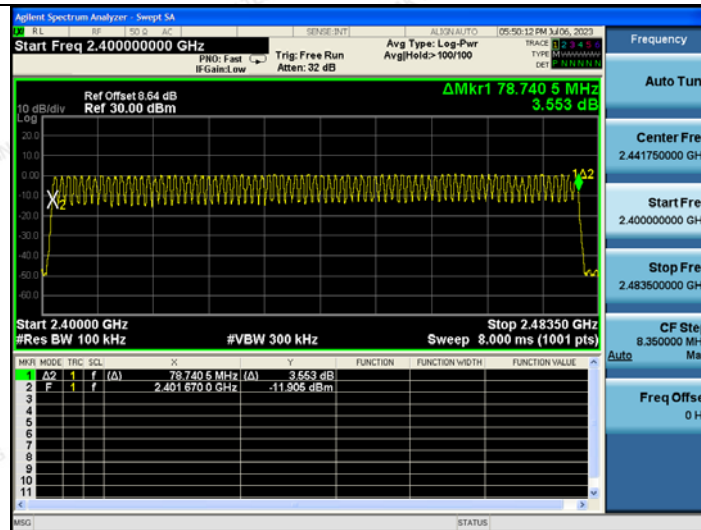 Agilent Spectrum Analyzer - Swept SA
RL RF 50 Ω AC SENSE:INT ALIGNAUTO 05:50:12 PM Jul 06, 2023
Start Freq 2.400000000 GHz
PNO: Fast
IFGain:Low
Trig: Free Run
Atten: 32 dB
Avg Type: Log-Pwr
Avg|Hold:>100/100
TRACE 1 2 3 4 5 6
TYPE M
DET P N N N N N
Frequency
Ref Offset 8.64 dB
10 dB/div Ref 30.00 dBm
Log
ΔMkr1 78.740 5 MHz
3.553 dB
20.0
10.0
0.00
-10.0
-20.0
-30.0
-40.0
-50.0
-60.0
2
1Δ2
Start 2.40000 GHz
#Res BW 100 kHz
#VBW 300 kHz
Stop 2.48350 GHz
Sweep 8.000 ms (1001 pts)
MKR MODE TRC SCL X Y FUNCTION FUNCTION WIDTH FUNCTION VALUE
1 Δ2 1 f (Δ) 78.740 5 MHz (Δ) 3.553 dB
2 F 1 f 2.401 670 0 GHz -11.905 dBm
3
4
5
6
7
8
9
10
11
MSG STATUS
Auto Tun
Center Fre
2.441750000 GH
Start Fre
2.400000000 GH
Stop Fre
2.483500000 GH
CF Ste
8.350000 MH
Auto Ma
Freq Offse
0 H